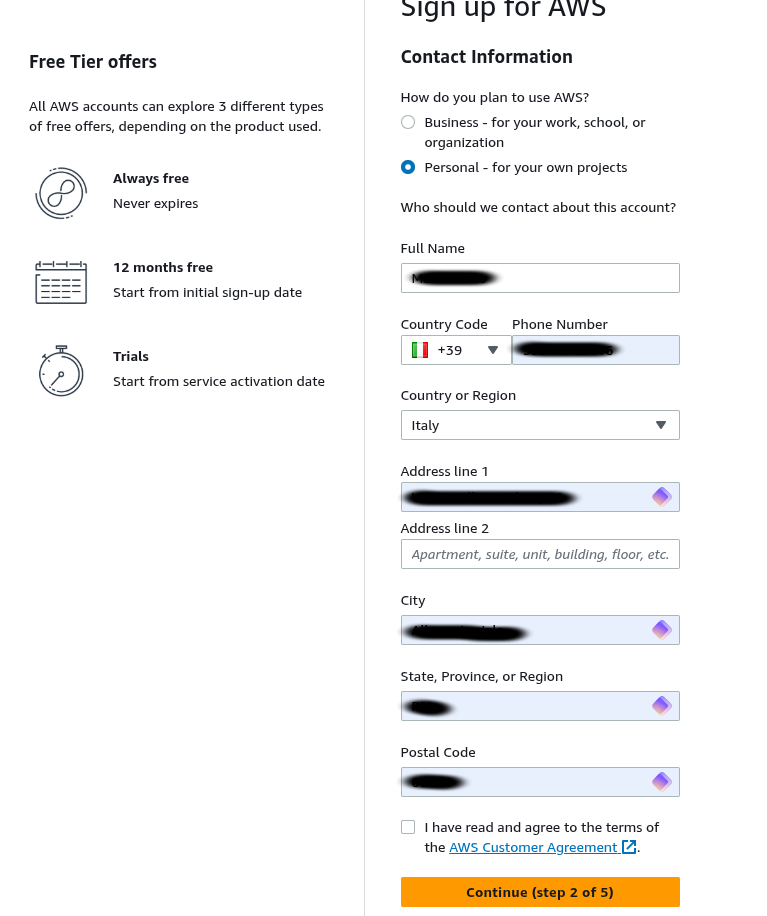 Sign up for AWS
Free Tier offers
All AWS accounts can explore 3 different types
of free offers, depending on the product used.
Always free
Never expires
12 months free
Start from initial sign-up date
Trials
Start from service activation date
Contact Information
How do you plan to use AWS?
Business - for your work, school, or
organization
Personal - for your own projects
Who should we contact about this account?
Full Name
Country Code
Phone Number
+39
Country or Region
Italy
Address line 1
Address line 2
Apartment, suite, unit, building, floor, etc.
City
State, Province, or Region
Postal Code
I have read and agree to the terms of
the AWS Customer Agreement .
Continue (step 2 of 5)